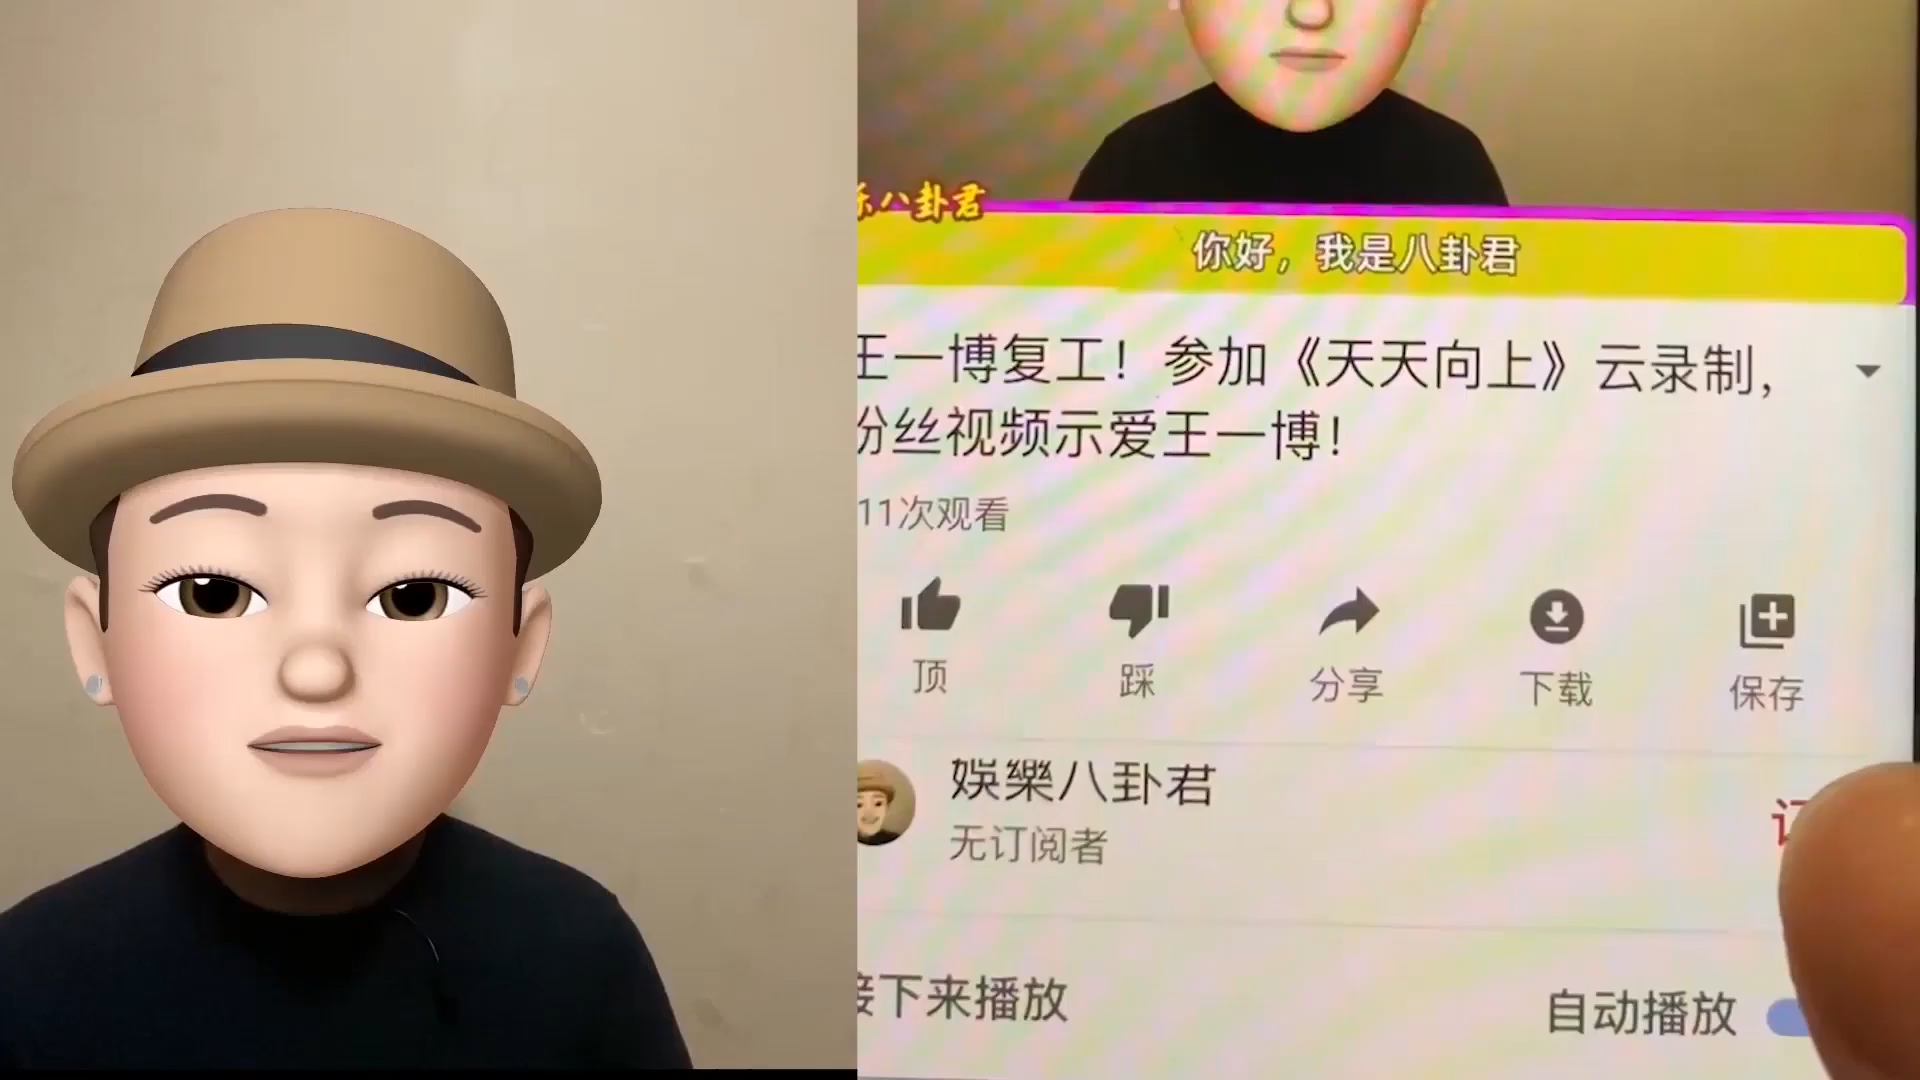 乐八卦君
你好，我是八卦君
王一博复工！参加《天天向上》云录制，
粉丝视频示爱王一博！
11次观看
顶
踩
分享
下载
保存
娛樂八卦君
无订阅者
订
接下来播放
自动播放